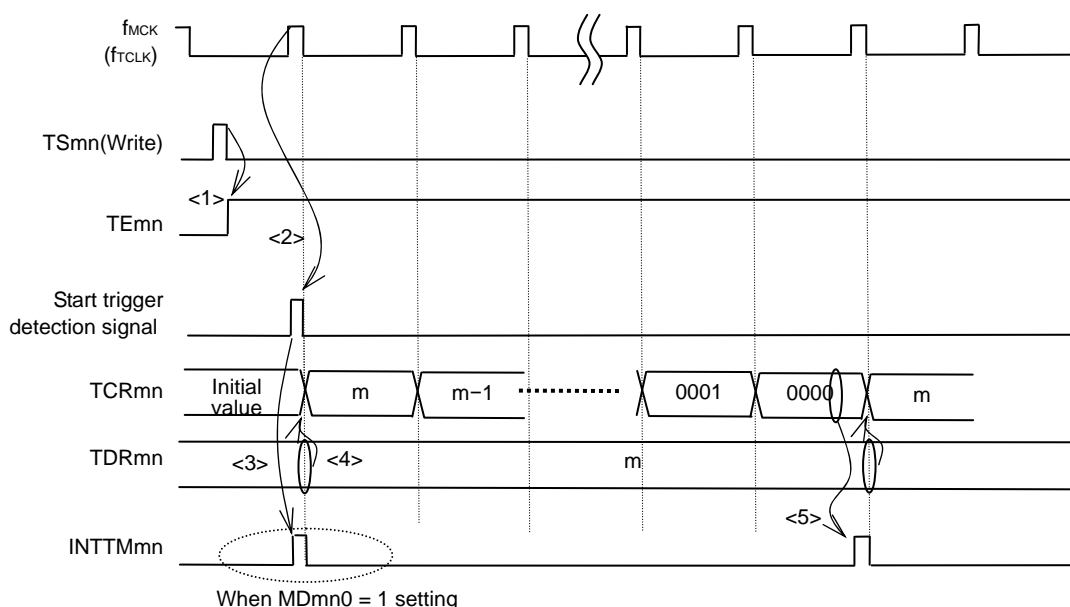 fMCK
(fTCLK)
TSmn(Write)
<1>
TEmn
<2>
Start trigger
detection signal
TCRmn
Initial
value
m
m−1
0001
0000
m
TDRmn
<3>
<4>
m
<5>
INTTMmn
When MDmn0 = 1 setting